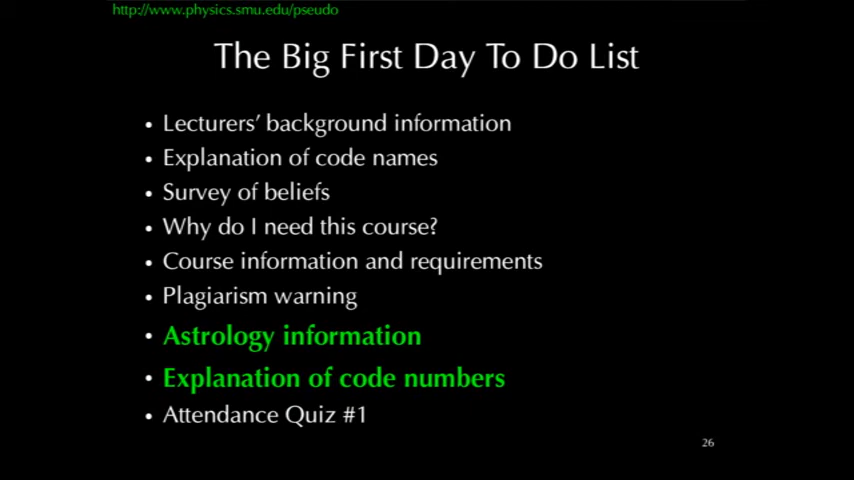 http://www.physics.smu.edu/pseudo
The Big First Day To Do List
• Lecturers’ background information
• Explanation of code names
• Survey of beliefs
• Why do I need this course?
• Course information and requirements
• Plagiarism warning
• Astrology information
• Explanation of code numbers
• Attendance Quiz #1
26